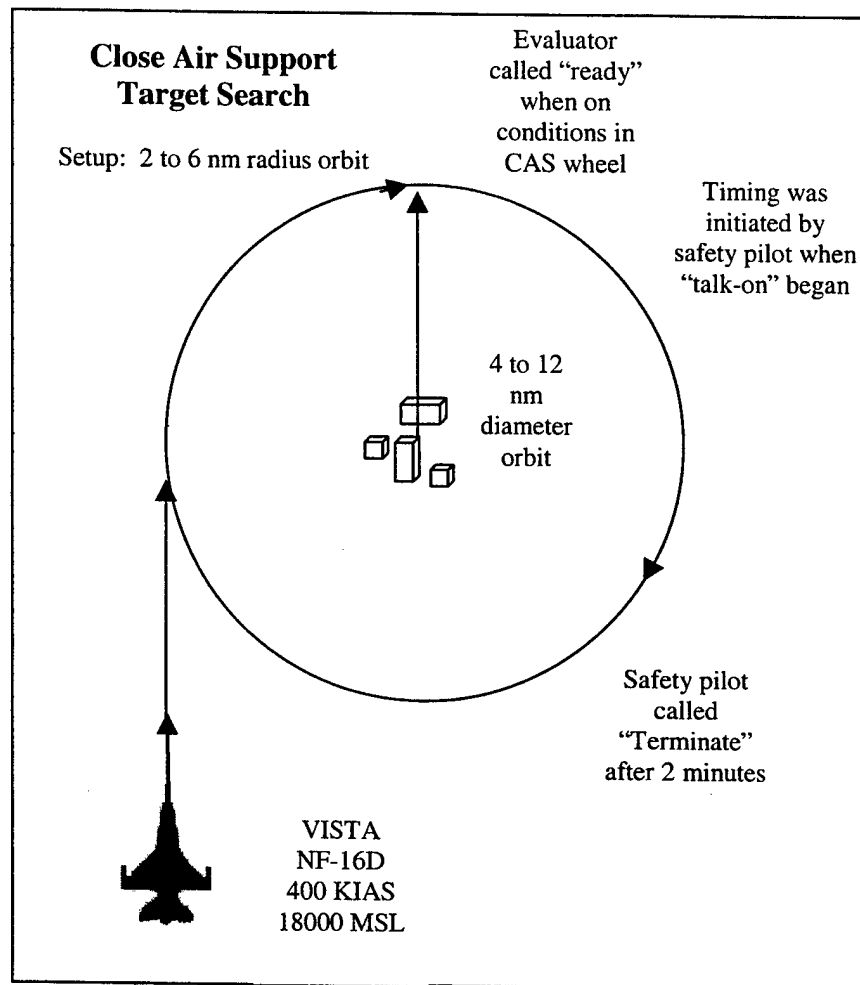 Close Air Support
Target Search
Setup: 2 to 6 nm radius orbit
Evaluator
called “ready”
when on
conditions in
CAS wheel
Timing was
initiated by
safety pilot when
“talk-on” began
4 to 12
nm
diameter
orbit
Safety pilot
called
“Terminate”
after 2 minutes
VISTA
NF-16D
400 KIAS
18000 MSL